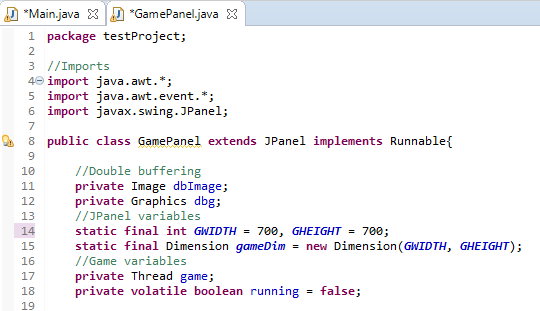 *Main.java *GamePanel.java
1 package testProject;
2
3 //Imports
4 import java.awt.*;
5 import java.awt.event.*;
6 import javax.swing.JPanel;
7
8 public class GamePanel extends JPanel implements Runnable{
9
10 //Double buffering
11 private Image dbImage;
12 private Graphics dbg;
13 //JPanel variables
14 static final int GWIDTH = 700, GHEIGHT = 700;
15 static final Dimension gameDim = new Dimension(GWIDTH, GHEIGHT);
16 //Game variables
17 private Thread game;
18 private volatile boolean running = false;
19